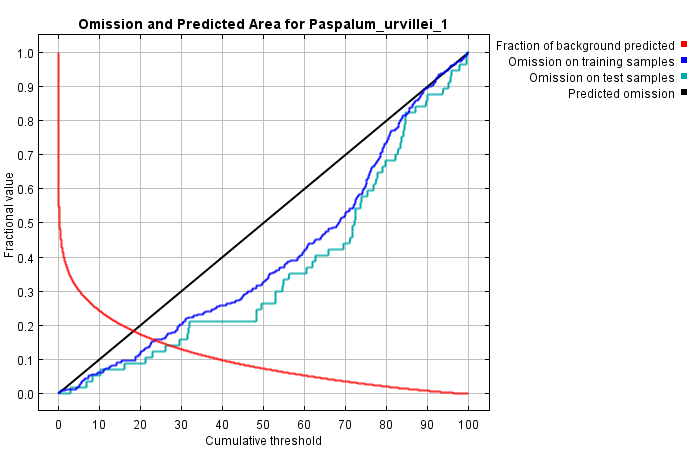 Omission and Predicted Area for Paspalum_urvillei_1
Fraction of background predicted
Omission on training samples
Omission on test samples
Predicted omission
Fractional value
1.0
0.9
0.8
0.7
0.6
0.5
0.4
0.3
0.2
0.1
0.0
0 10 20 30 40 50 60 70 80 90 100
Cumulative threshold